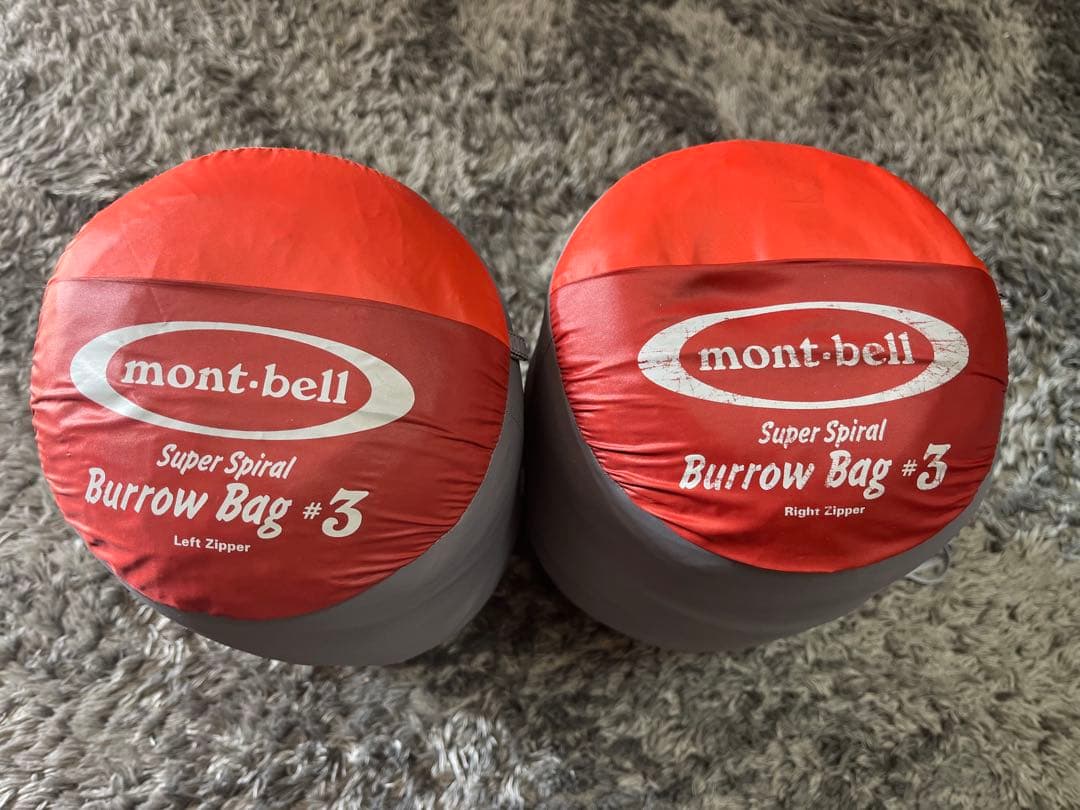 mont-bell
Super Spiral
Burrow Bag #3
Left Zipper
mont-bell
Super Spiral
Burrow Bag #3
Right Zipper